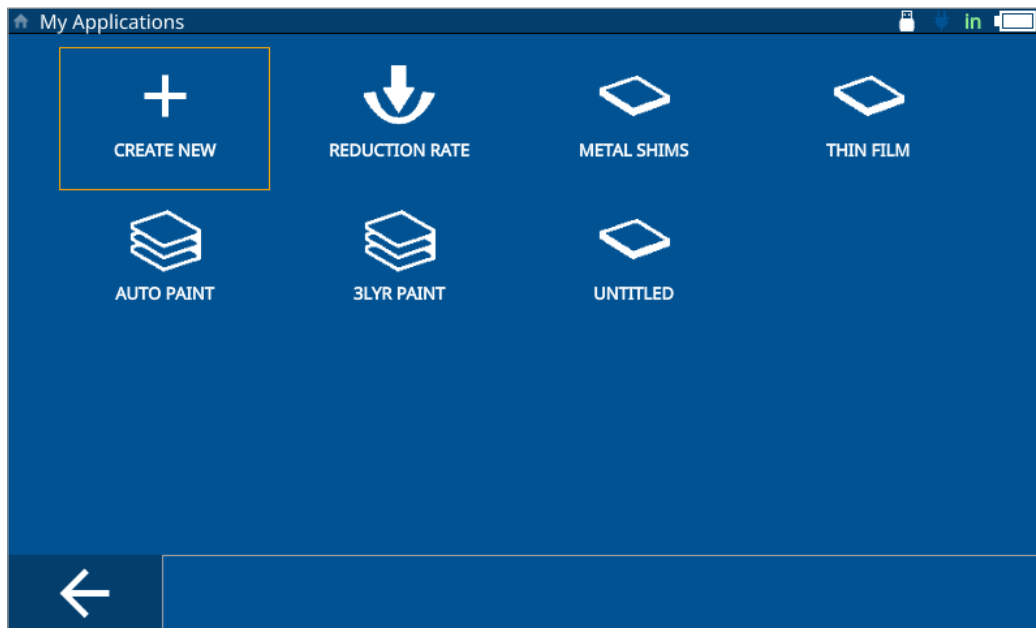 My Applications in
CREATE NEW REDUCTION RATE METAL SHIMS THIN FILM
AUTO PAINT 3LYR PAINT UNTITLED